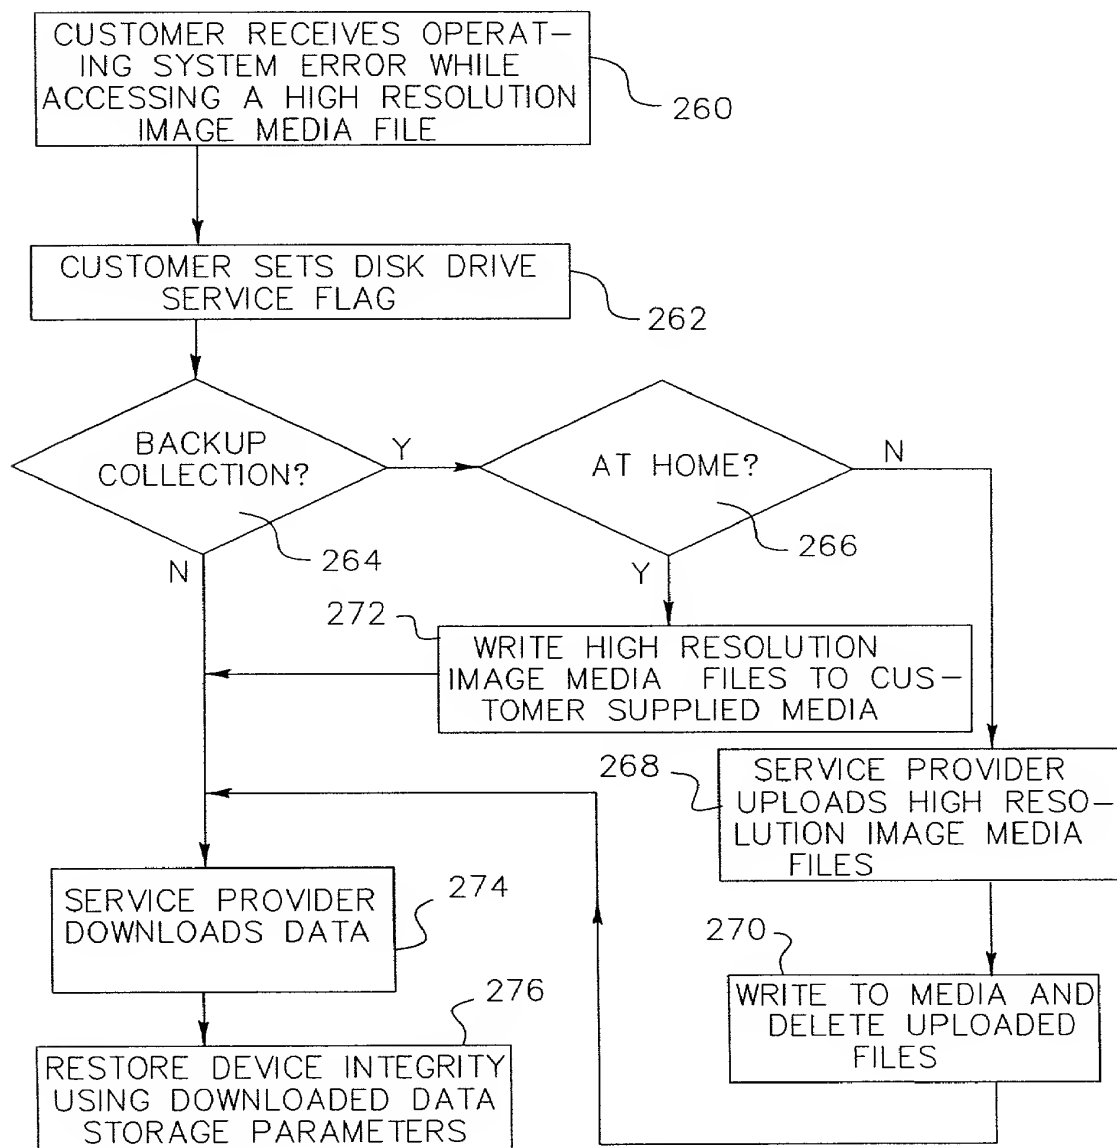 CUSTOMER RECEIVES OPERAT-
ING SYSTEM ERROR WHILE
ACCESSING A HIGH RESOLUTION
IMAGE MEDIA FILE
260
CUSTOMER SETS DISK DRIVE
SERVICE FLAG
262
BACKUP
COLLECTION?
264
Y
N
AT HOME?
266
N
Y
272
WRITE HIGH RESOLUTION
IMAGE MEDIA FILES TO CUS-
TOMER SUPPLIED MEDIA
268
SERVICE PROVIDER
UPLOADS HIGH RESO-
LUTION IMAGE MEDIA
FILES
274
SERVICE PROVIDER
DOWNLOADS DATA
270
WRITE TO MEDIA AND
DELETE UPLOADED
FILES
276
RESTORE DEVICE INTEGRITY
USING DOWNLOADED DATA
STORAGE PARAMETERS